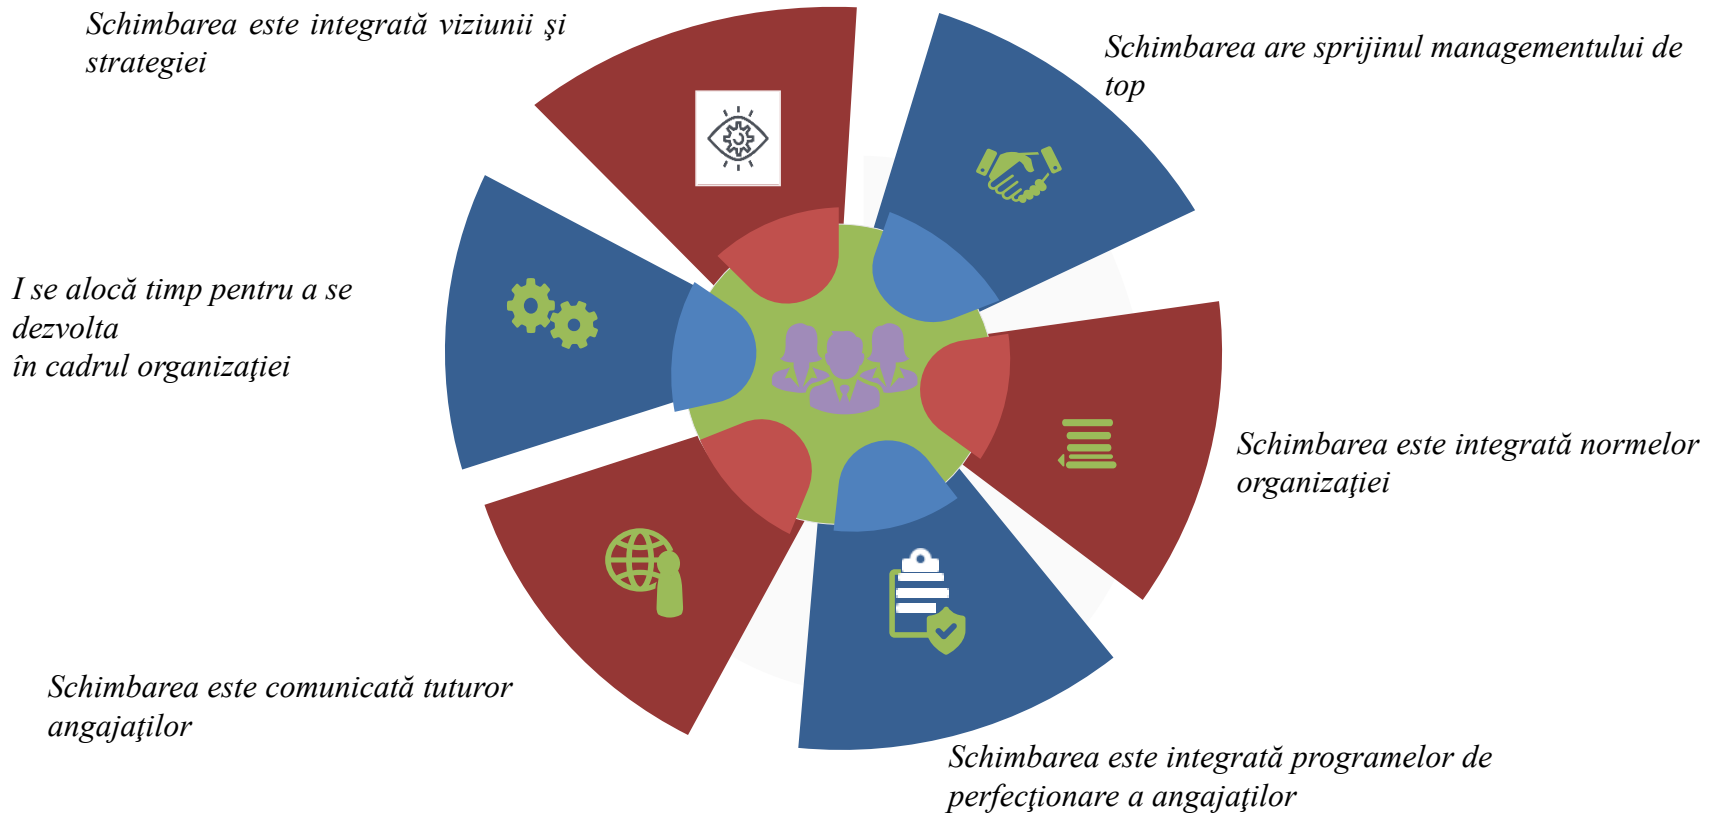 Schimbarea este integrată viziunii şi
strategiei
Schimbarea are sprijinul managementului de
top
I se alocă timp pentru a se
dezvolta
în cadrul organizaţiei
Schimbarea este integrată normelor
organizaţiei
Schimbarea este comunicată tuturor
angajaţilor
Schimbarea este integrată programelor de
perfecţionare a angajaţilor